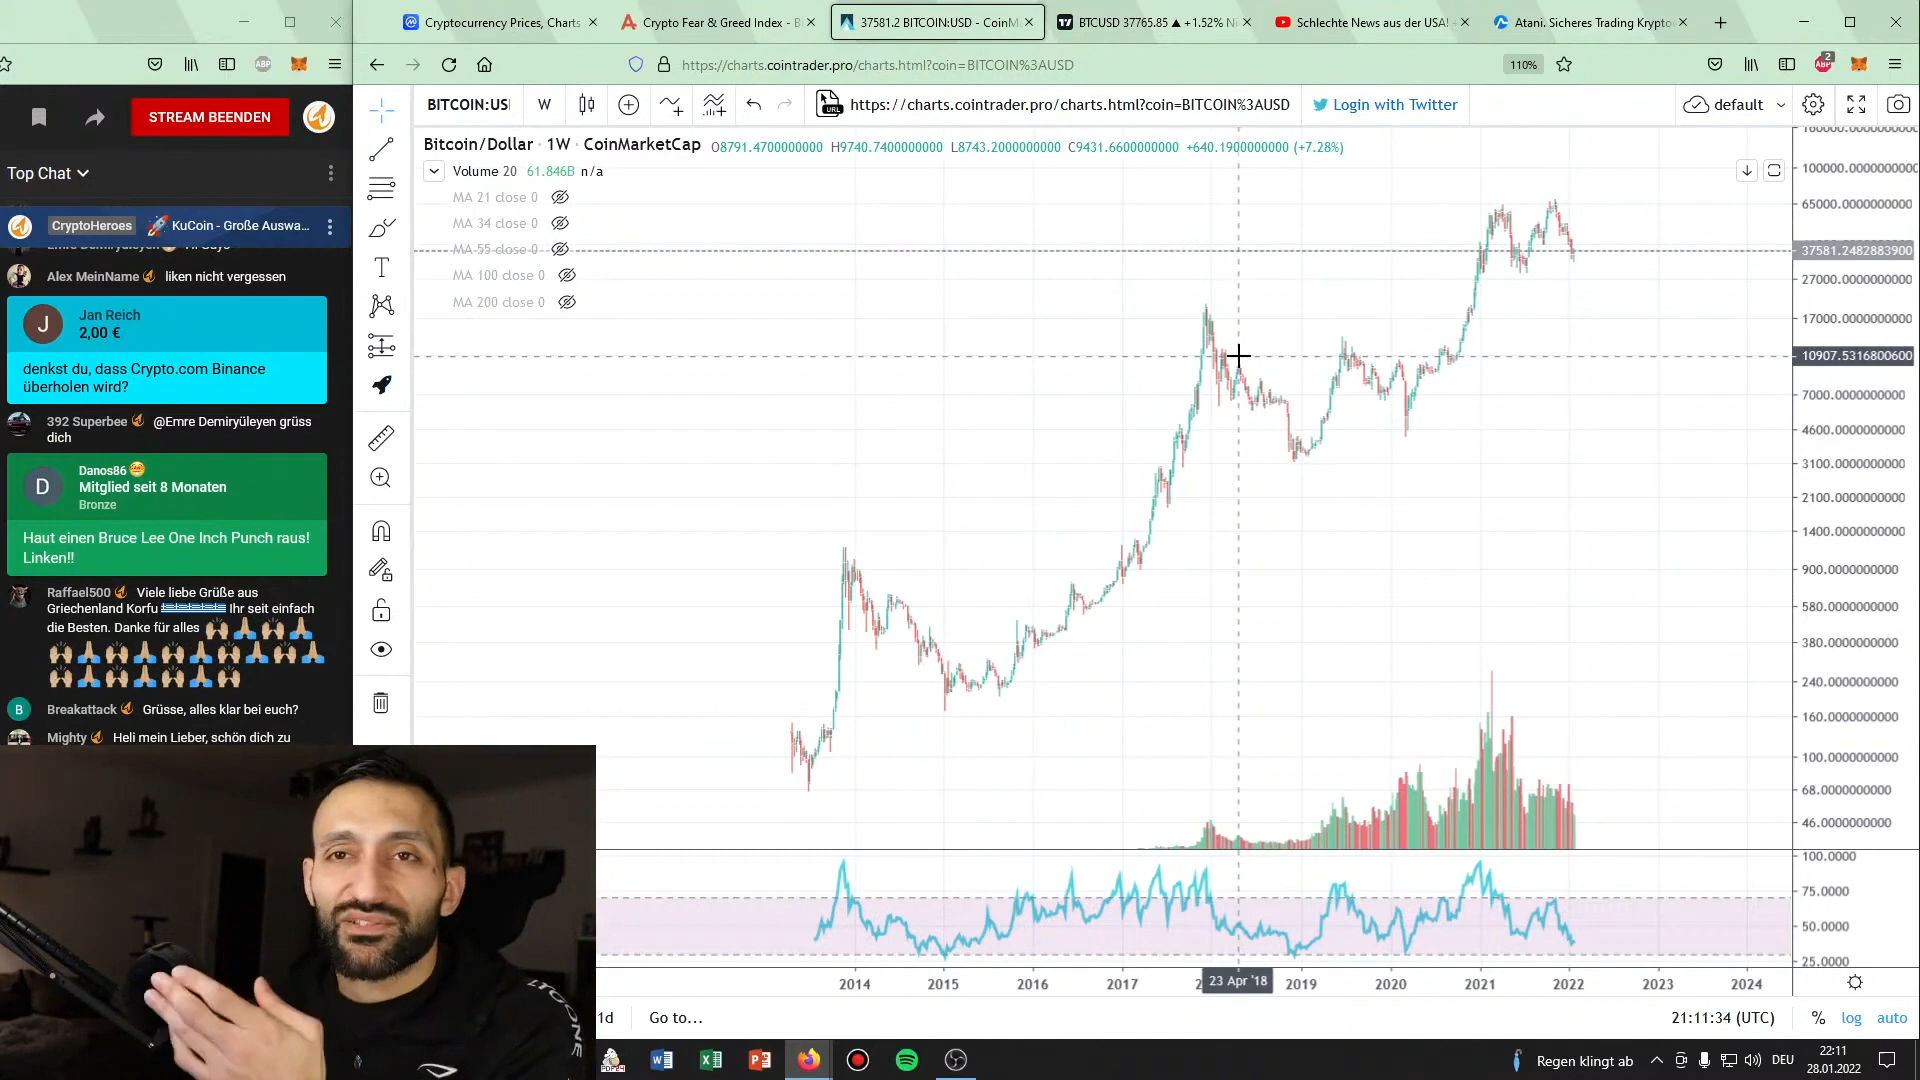 Cryptocurrency Prices, Charts
Crypto Fear & Greed Index - Bi
37581.2 BITCOIN:USD - CoinM
BTCUSD 37765.85 ▲ +1.52% Ni
Schlechte News aus der USA! -
Atani. Sicheres Trading Krypto
https://charts.cointrader.pro/charts.html?coin=BITCOIN%3AUSD
110%
2
ABP
ABP
STREAM BEENDEN
Top Chat
CryptoHeroes 🚀 KuCoin - Große Auswa...
Alex MeinName liken nicht vergessen
J
Jan Reich
2,00 €
denkst du, dass Crypto.com Binance
überholen wird?
392 Superbee @Emre Demiryüleyen grüss
dich
D
Danos86
Mitglied seit 8 Monaten
Bronze
Haut einen Bruce Lee One Inch Punch raus!
Linken!!
Raffael500 Viele liebe Grüße aus
Griechenland Korfu 🇬🇷🇬🇷🇬🇷🇬🇷🇬🇷 Ihr seit einfach
die Besten. Danke für alles 🙌🏼🙏🏼🙌🏼🙏🏼
🙌🏼🙏🏼🙌🏼🙏🏼🙌🏼🙏🏼🙌🏼🙏🏼🙌🏼🙏🏼
🙌🏼🙏🏼🙌🏼🙏🏼🙌🏼🙏🏼🙌🏼
B
Breakattack Grüsse, alles klar bei euch?
Mighty Heli mein Lieber, schön dich zu
BITCOIN:US
W
URL
https://charts.cointrader.pro/charts.html?coin=BITCOIN%3AUSD
Login with Twitter
default
Bitcoin/Dollar · 1W · CoinMarketCap O8791.4700000000 H9740.7400000000 L8743.2000000000 C9431.6600000000 +640.1900000000 (+7.28%)
Volume 20 61.846B n/a
MA 21 close 0
MA 34 close 0
MA 55 close 0
MA 100 close 0
MA 200 close 0
160000.0000000000
100000.0000000000
65000.0000000000
37581.2482883900
27000.0000000000
17000.0000000000
10907.5316800600
7000.0000000000
4600.0000000000
3100.0000000000
2100.0000000000
1400.0000000000
900.0000000000
580.0000000000
380.0000000000
240.0000000000
160.0000000000
100.0000000000
68.0000000000
46.0000000000
100.0000
75.0000
50.0000
25.0000
2014
2015
2016
2017
23 Apr '18
2019
2020
2021
2022
2023
2024
1d
Go to...
21:11:34 (UTC)
%
log
auto
Regen klingt ab
DEU
22:11
28.01.2022